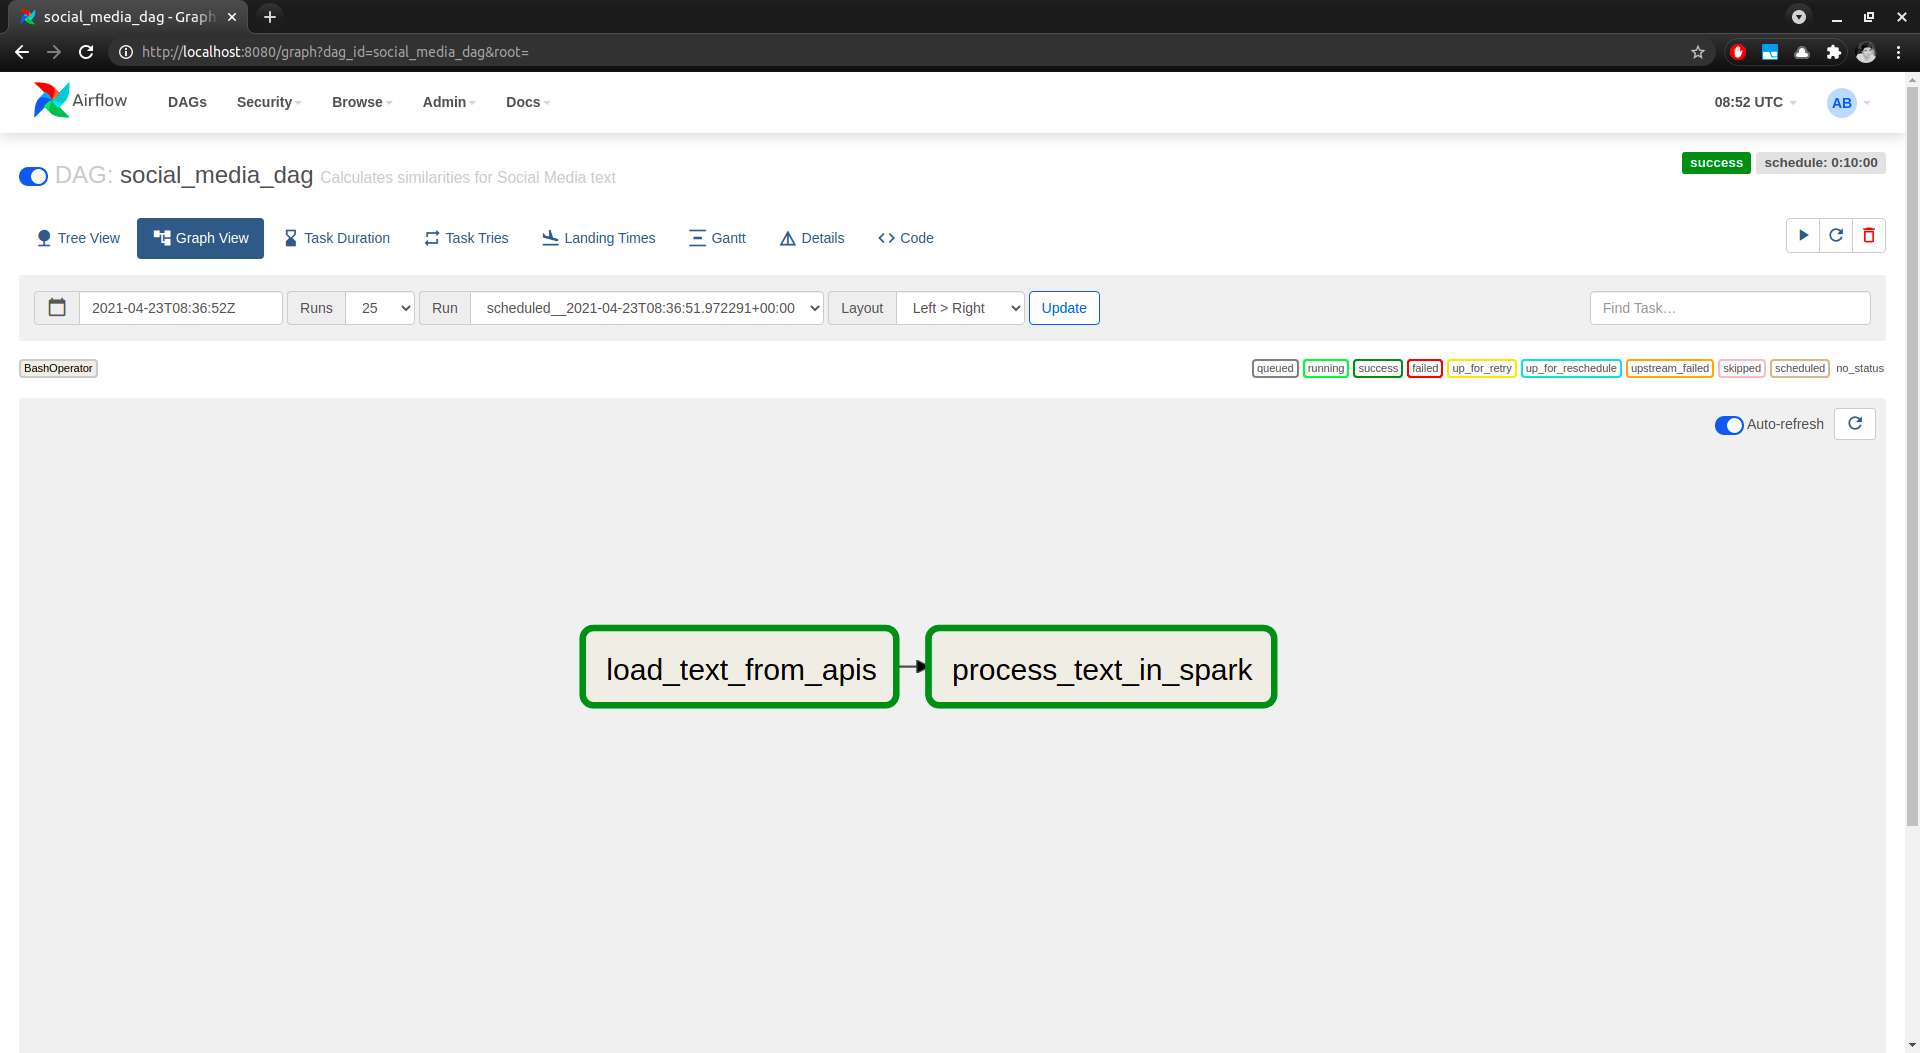 social_media_dag - Graph
http://localhost:8080/graph?dag_id=social_media_dag&root=
Airflow DAGs Security Browse Admin Docs 08:52 UTC AB
success schedule: 0:10:00
DAG: social_media_dag Calculates similarities for Social Media text
Tree View Graph View Task Duration Task Tries Landing Times Gantt Details Code
2021-04-23T08:36:52Z Runs 25 Run scheduled__2021-04-23T08:36:51.972291+00:00 Layout Left > Right Update Find Task…
BashOperator queued running success failed up_for_retry up_for_reschedule upstream_failed skipped scheduled no_status
Auto-refresh
load_text_from_apis process_text_in_spark